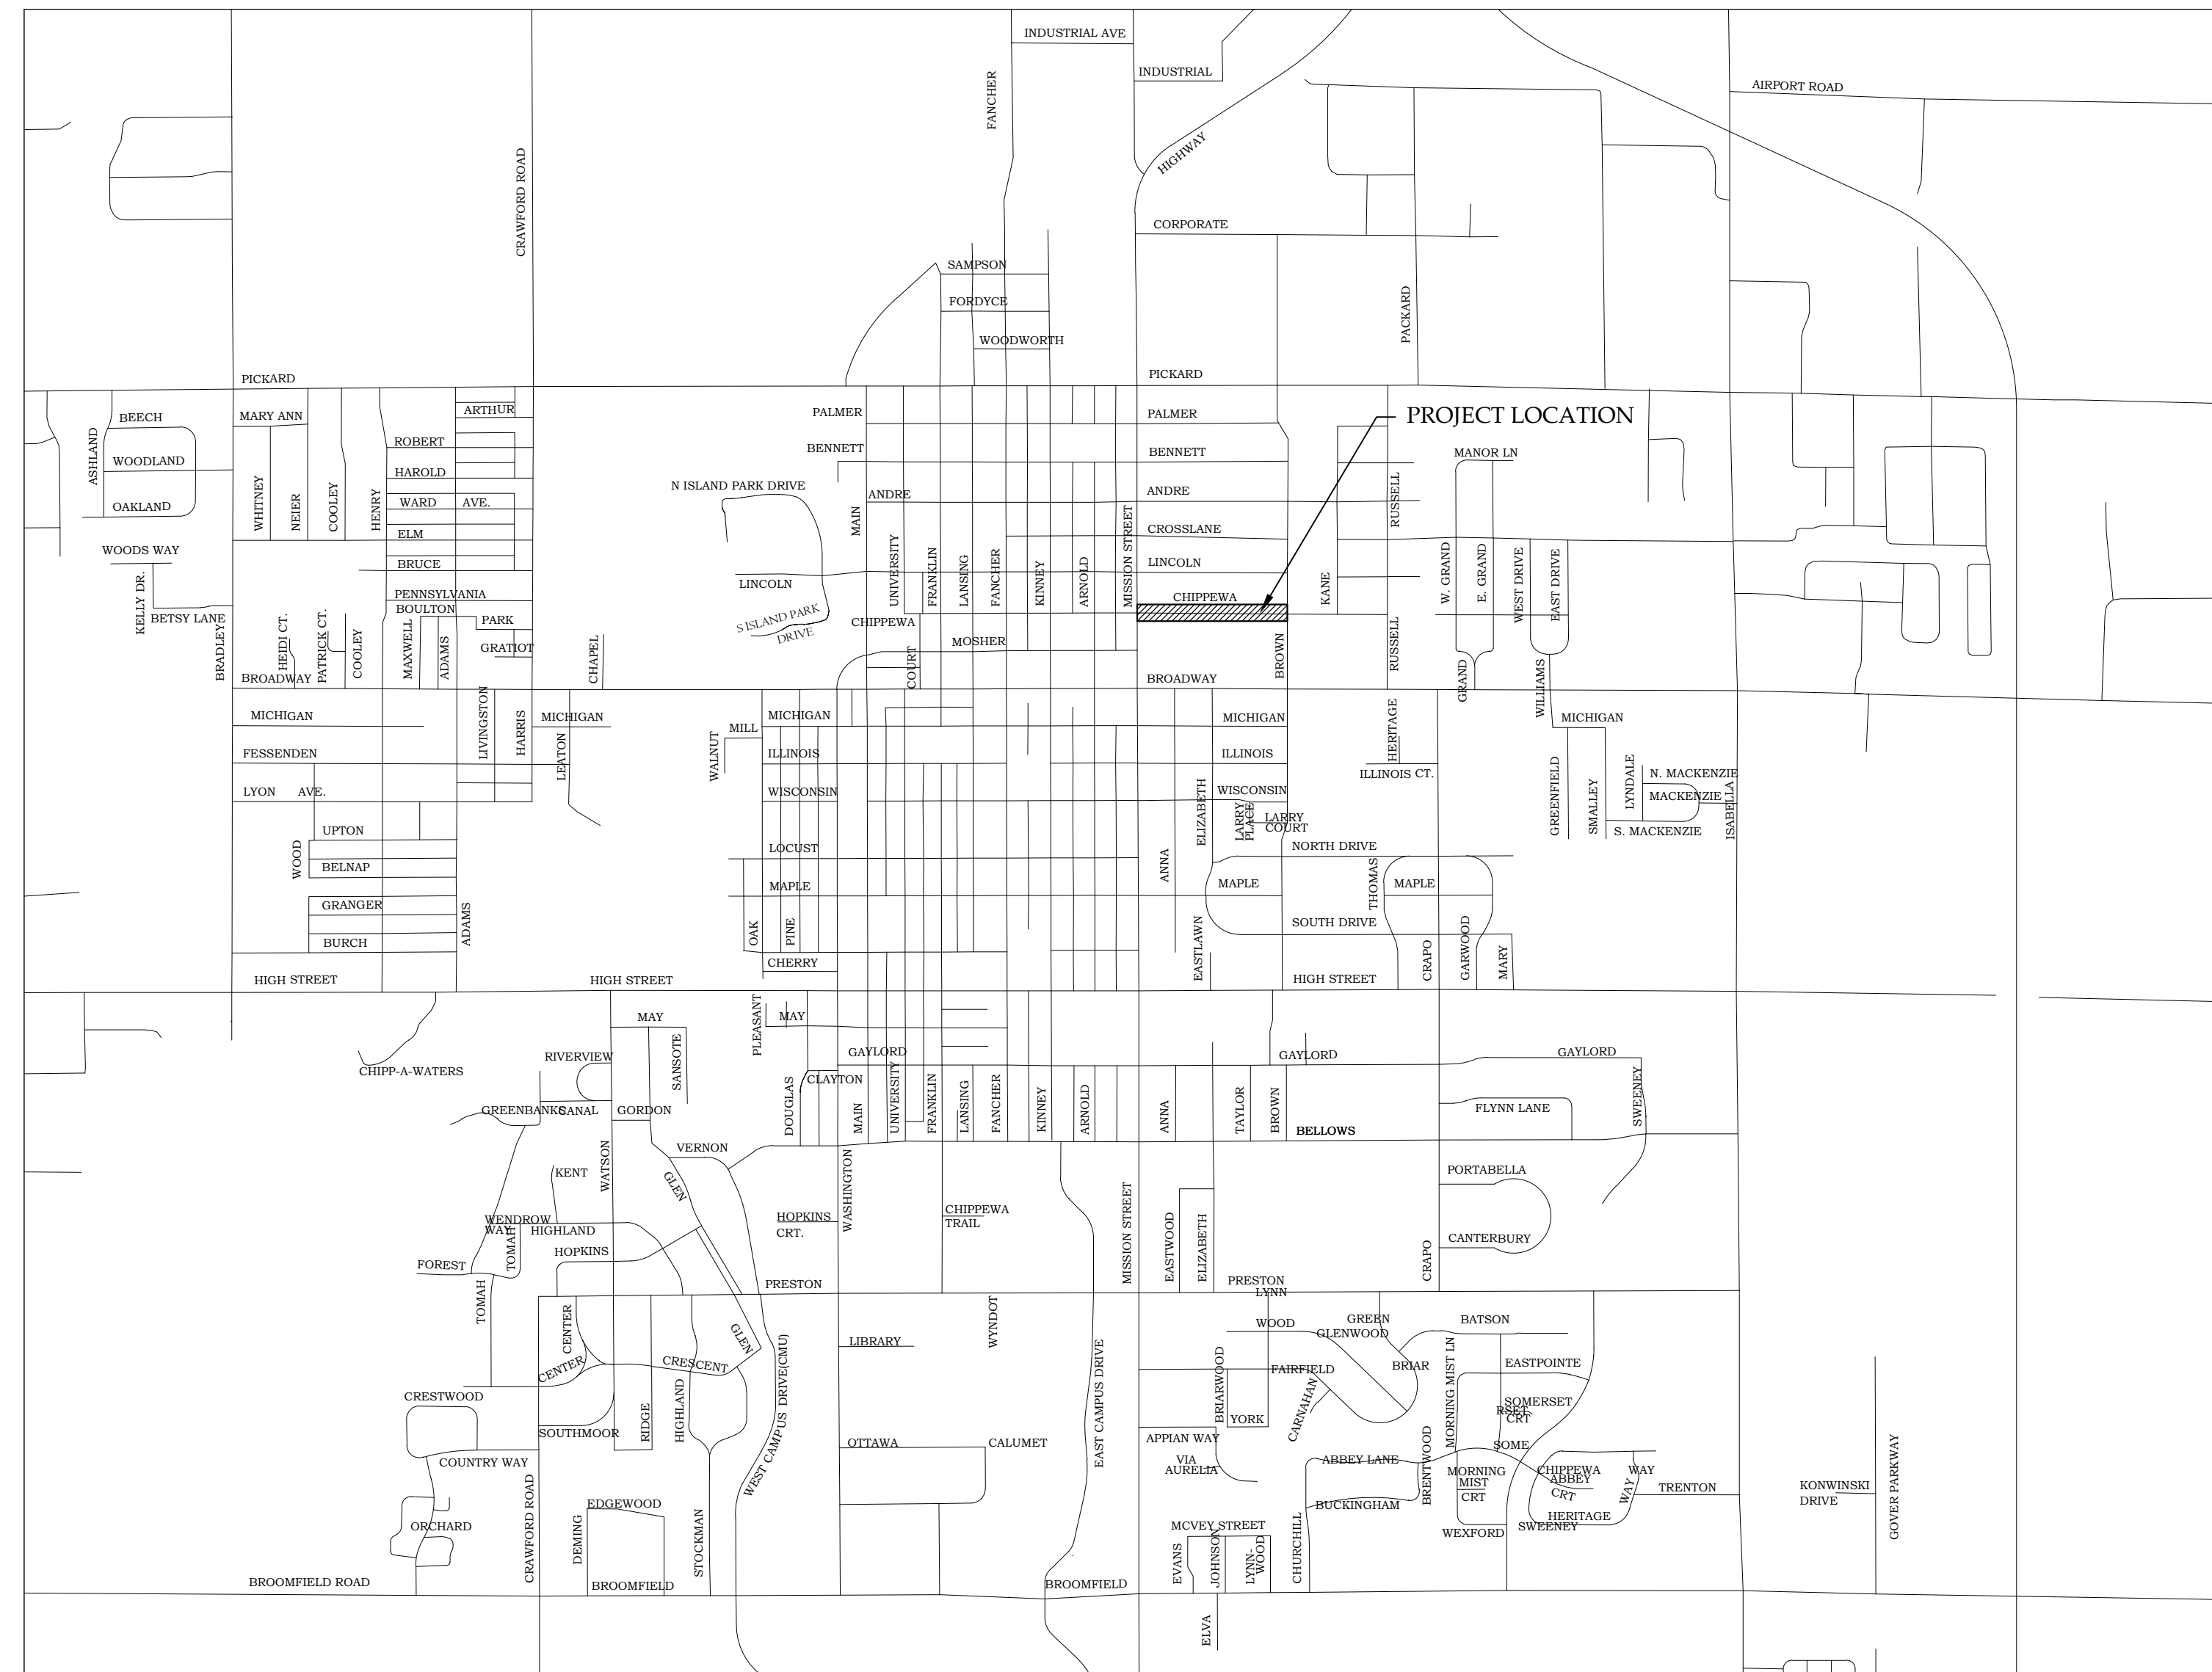 INDUSTRIAL AVE
INDUSTRIAL
FANCHER
AIRPORT ROAD
HIGHWAY
CRAWFORD ROAD
CORPORATE
SAMPSON
FORDYCE
WOODWORTH
PACKARD
PICKARD
PICKARD
BEECH
MARY ANN
ARTHUR
PALMER
PALMER
PROJECT LOCATION
ASHLAND
ROBERT
BENNETT
BENNETT
MANOR LN
WOODLAND
HAROLD
N ISLAND PARK DRIVE
ANDRE
ANDRE
RUSSELL
OAKLAND
WHITNEY
NEIER
COOLEY
HENRY
WARD AVE.
MAIN
MISSION STREET
ELM
CROSSLANE
WOODS WAY
BRUCE
LINCOLN
LINCOLN
UNIVERSITY
FRANKLIN
LANSING
FANCHER
KINNEY
ARNOLD
KANE
W. GRAND
E. GRAND
WEST DRIVE
EAST DRIVE
KELLY DR.
BETSY LANE
PENNSYLVANIA
BOULTON
PARK
S ISLAND PARK
DRIVE
CHIPPEWA
CHIPPEWA
BRADLEY
HEIDI CT.
PATRICK CT.
COOLEY
MAXWELL
ADAMS
GRATIOT
CHAPEL
MOSHER
COURT
BROWN
RUSSELL
GRAND
WILLIAMS
BROADWAY
BROADWAY
MICHIGAN
LIVINGSTON
HARRIS
MICHIGAN
MICHIGAN
MICHIGAN
HERITAGE
MICHIGAN
MILL
FESSENDEN
LEATON
WALNUT
ILLINOIS
ILLINOIS
ILLINOIS CT.
GREENFIELD
SMALLEY
LYNDALE
N. MACKENZIE
MACKENZIE
S. MACKENZIE
ISABELLA
LYON AVE.
WISCONSIN
WISCONSIN
ELIZABETH
LARRY
PLACE
LARRY
COURT
UPTON
WOOD
BELNAP
LOCUST
NORTH DRIVE
ANNA
MAPLE
MAPLE
THOMAS
MAPLE
GRANGER
ADAMS
BURCH
OAK
PINE
SOUTH DRIVE
EASTLAWN
CRAPO
GARWOOD
MARY
CHERRY
HIGH STREET
HIGH STREET
HIGH STREET
MAY
PLEASANT
MAY
RIVERVIEW
SANSOTE
GAYLORD
GAYLORD
GAYLORD
CHIPP-A-WATERS
CLAYTON
DOUGLAS
MAIN
UNIVERSITY
FRANKLIN
LANSING
FANCHER
KINNEY
ARNOLD
ANNA
TAYLOR
BROWN
SWEENEY
GREENBANKS
CANAL
GORDON
FLYNN LANE
BELLOWS
VERNON
WATSON
KENT
GLEN
WASHINGTON
PORTABELLA
WENDROW
WAY
HIGHLAND
TOMAH
HOPKINS
CRT.
CHIPPEWA
TRAIL
MISSION STREET
EASTWOOD
ELIZABETH
CANTERBURY
CRAPO
HOPKINS
FOREST
TOMAH
PRESTON
PRESTON
LYNN
CENTER
GLEN
WYNDOT
LIBRARY
WOOD
GREEN
GLENWOOD
BATSON
CENTER
CRESCENT
WEST CAMPUS DRIVE(CMU)
EAST CAMPUS DRIVE
FAIRFIELD
BRIAR
MORNING MIST LN
EASTPOINTE
CRESTWOOD
RIDGE
HIGHLAND
BRIARWOOD
YORK
CARNAHAN
SOMERSET
RSET
CRT
SOUTHMOOR
OTTAWA
CALUMET
APPIAN WAY
SOME
COUNTRY WAY
VIA
AURELIA
ABBEY LANE
BRENTWOOD
MORNING
MIST
CRT
CHIPPEWA WAY
ABBEY
CRT
WAY
TRENTON
KONWINSKI
DRIVE
GOVER PARKWAY
EDGEWOOD
BUCKINGHAM
HERITAGE
ORCHARD
CRAWFORD ROAD
DEMING
STOCKMAN
MCVEY STREET
WEXFORD
SWEENEY
EVANS
JOHNSON
LYNN-
WOOD
CHURCHILL
BROOMFIELD ROAD
BROOMFIELD
BROOMFIELD
ELVA